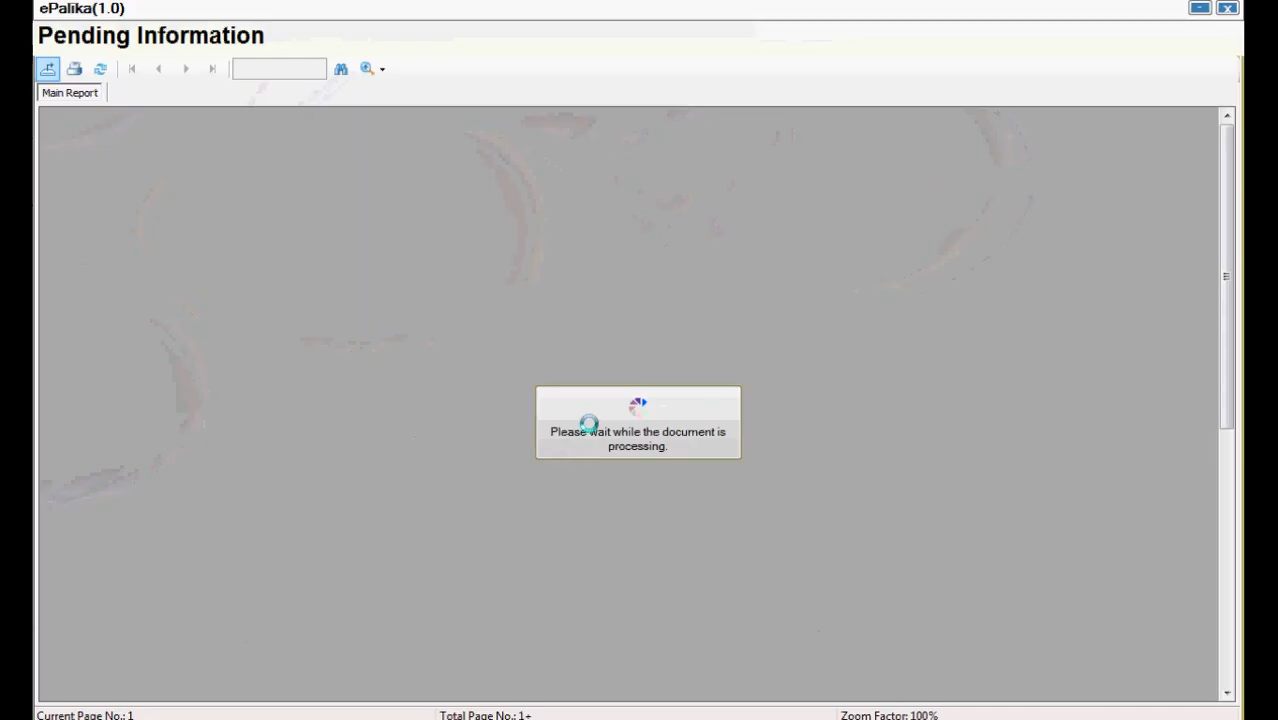 ePalika(1.0)
Pending Information
Main Report
Please wait while the document is
processing.
Current Page No.: 1
Total Page No.: 1+
Zoom Factor: 100%